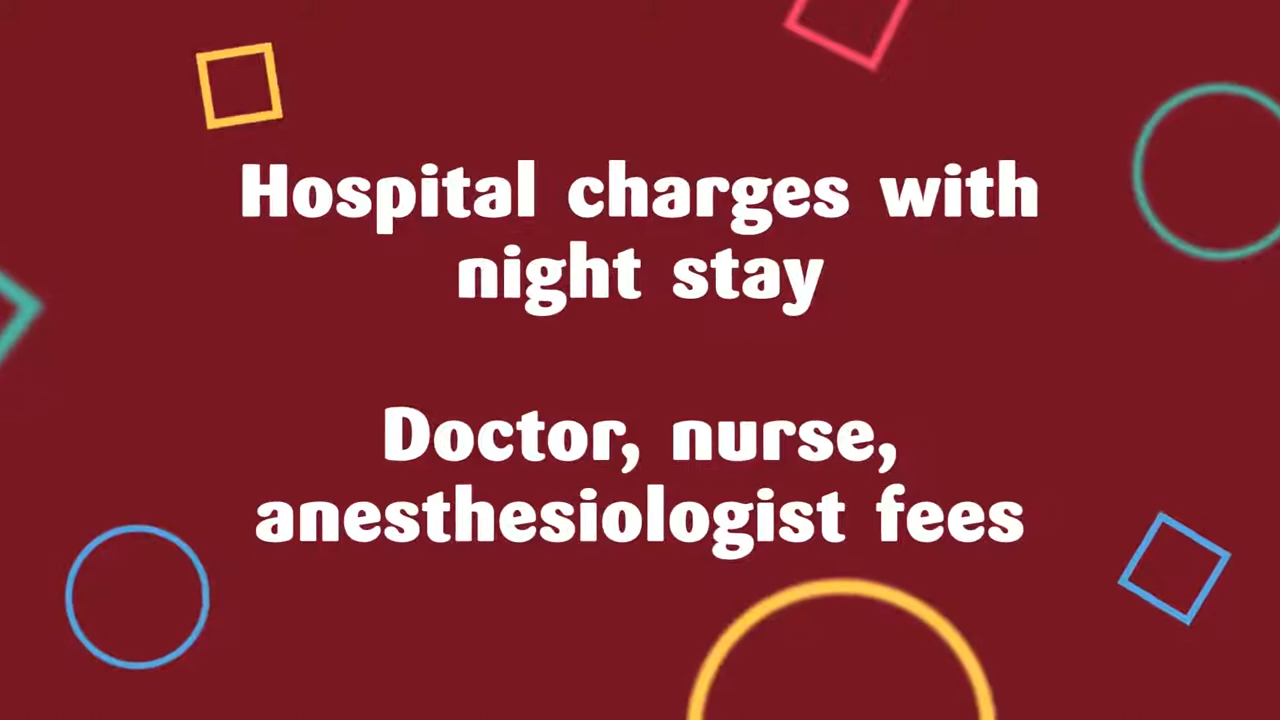 Hospital charges with
night stay
Doctor, nurse,
anesthesiologist fees